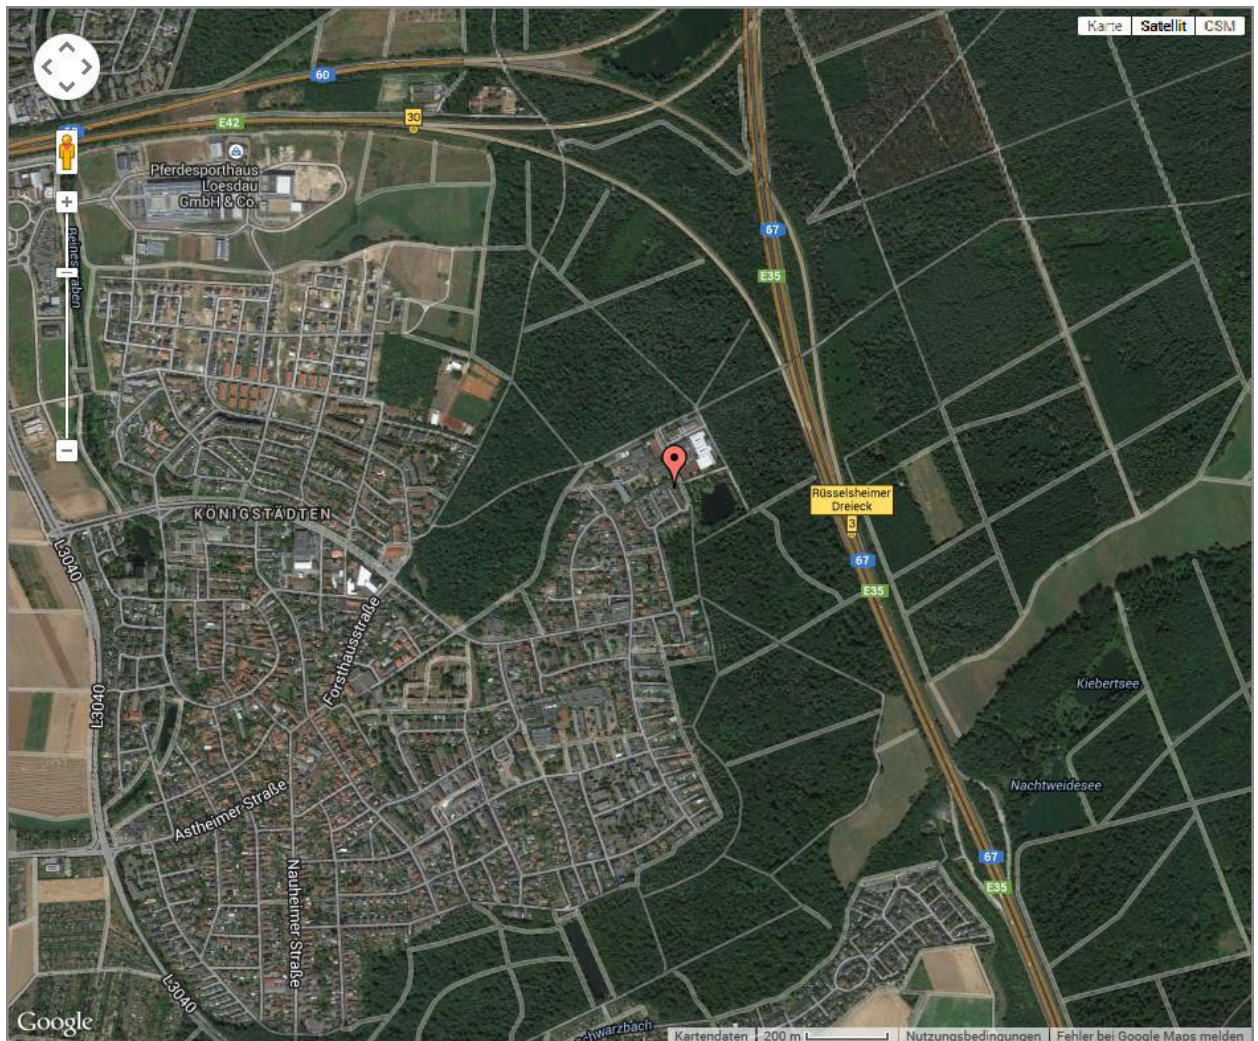 Karte Satellit OSM
60
E42
30
Pferdesporthaus
Loesdau
GmbH & Co.
67
E35
KÖNIGSTÄDTEN
Rüsselsheimer
Dreieck
3
67
E35
L3040
Forsthausstraße
L3040
Kiebertsee
Nachtweidesee
Astheimer Straße
67
E35
Nauheimer Straße
L3040
Google
Schwarzbach
Kartendaten 200 m Nutzungsbedingungen Fehler bei Google Maps melden